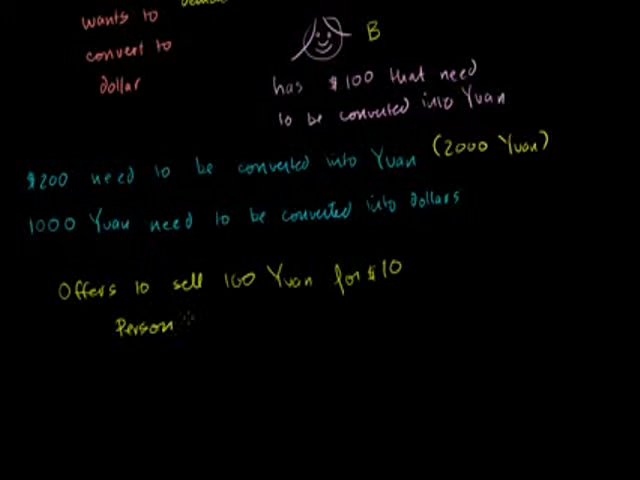 wants to
convert to
dollar
B
has $100 that need
to be converted into Yuan
$200 need to be converted into Yuan (2000 Yuan)
1000 Yuan need to be converted into dollars
Offers to sell 100 Yuan for $10
Person